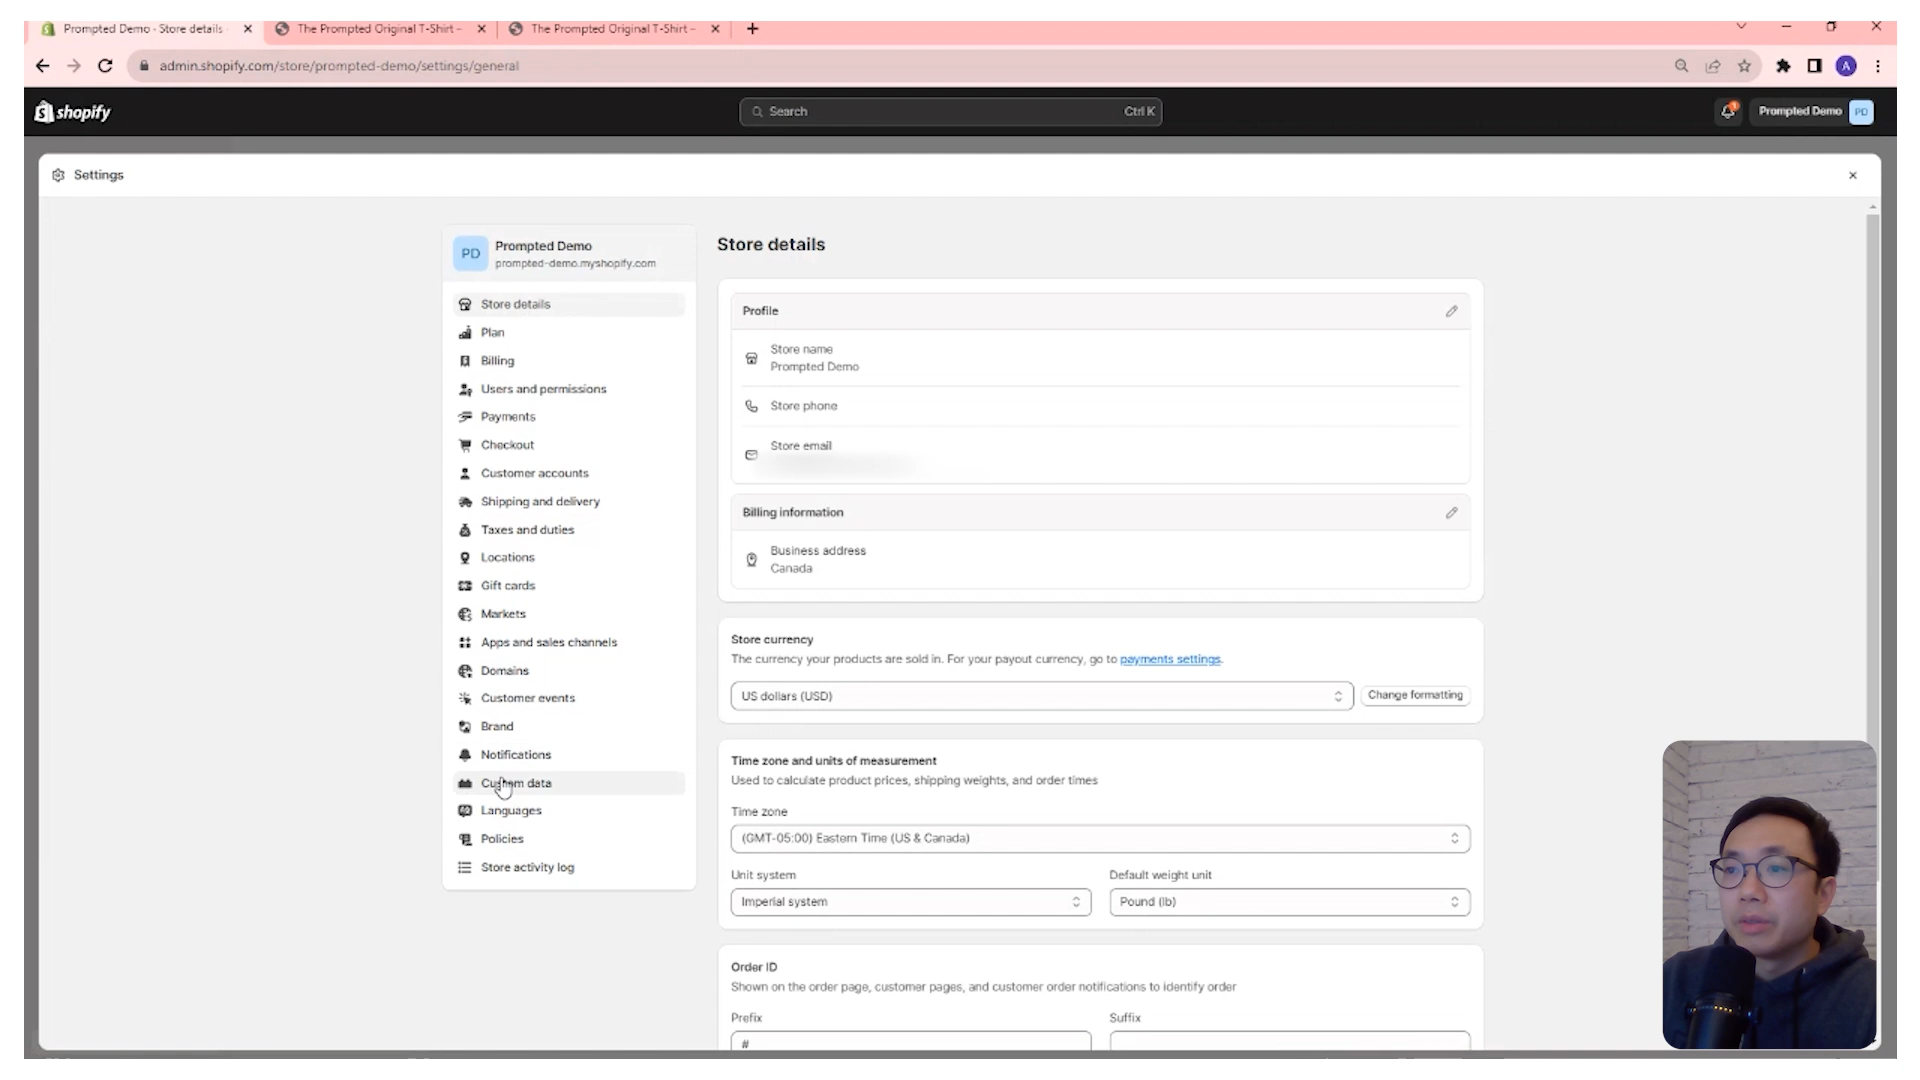 Prompted Demo · Store details
The Prompted Original T-Shirt –
The Prompted Original T-Shirt –
admin.shopify.com/store/prompted-demo/settings/general
A
shopify
Search
Ctrl K
Prompted Demo
PD
Settings
PD
Prompted Demo
prompted-demo.myshopify.com
Store details
Plan
Billing
Users and permissions
Payments
Checkout
Customer accounts
Shipping and delivery
Taxes and duties
Locations
Gift cards
Markets
Apps and sales channels
Domains
Customer events
Brand
Notifications
Custom data
Languages
Policies
Store activity log
Store details
Profile
Store name
Prompted Demo
Store phone
Store email
Billing information
Business address
Canada
Store currency
The currency your products are sold in. For your payout currency, go to payments settings.
US dollars (USD)
Change formatting
Time zone and units of measurement
Used to calculate product prices, shipping weights, and order times
Time zone
(GMT-05:00) Eastern Time (US & Canada)
Unit system
Default weight unit
Imperial system
Pound (lb)
Order ID
Shown on the order page, customer pages, and customer order notifications to identify order
Prefix
Suffix
#